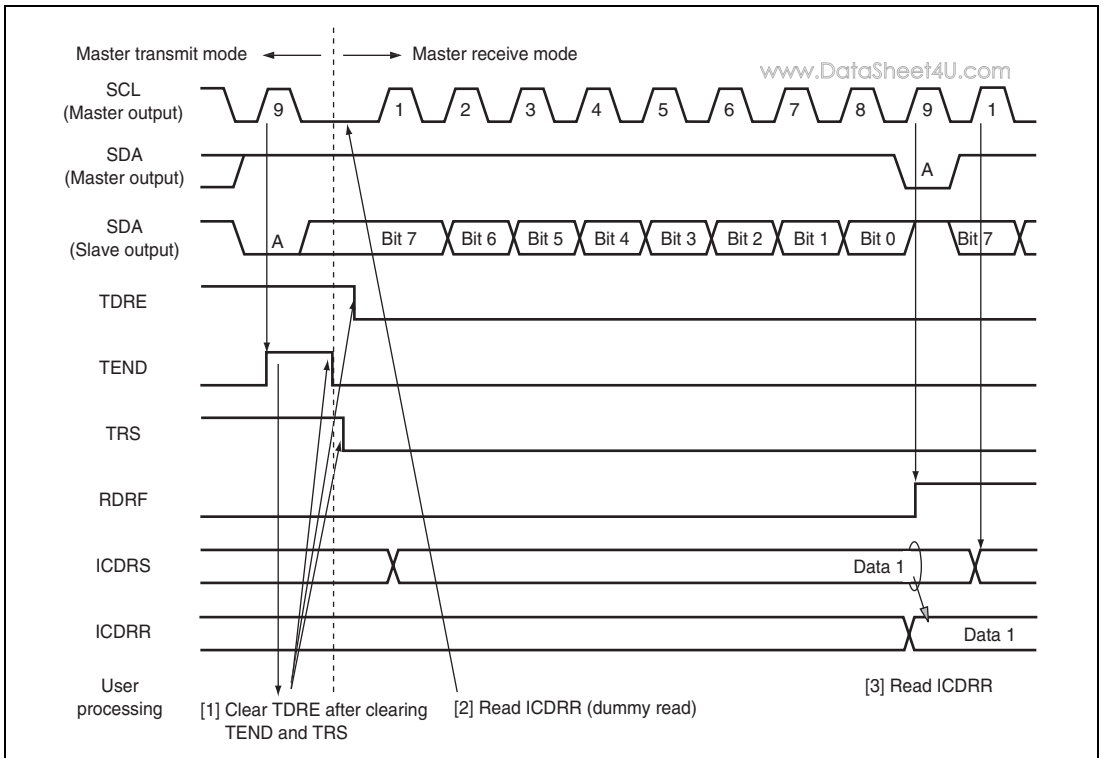 Master transmit mode
Master receive mode
www.DataSheet4U.com
SCL
(Master output)
9
1
2
3
4
5
6
7
8
9
1
SDA
(Master output)
A
SDA
(Slave output)
A
Bit 7
Bit 6
Bit 5
Bit 4
Bit 3
Bit 2
Bit 1
Bit 0
Bit 7
TDRE
TEND
TRS
RDRF
ICDRS
Data 1
ICDRR
Data 1
User
processing
[1] Clear TDRE after clearing
TEND and TRS
[2] Read ICDRR (dummy read)
[3] Read ICDRR